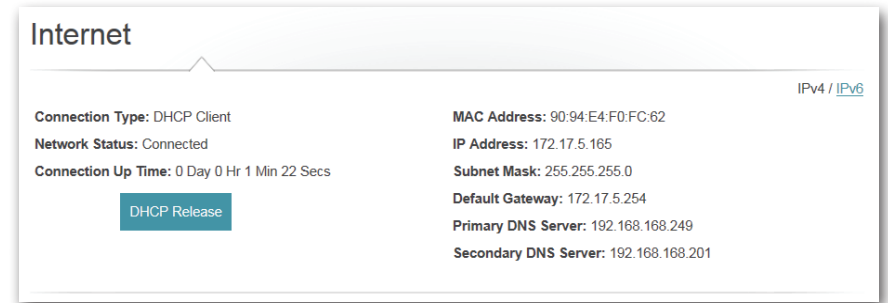 Internet
IPv4 / IPv6
Connection Type: DHCP Client
Network Status: Connected
Connection Up Time: 0 Day 0 Hr 1 Min 22 Secs
DHCP Release
MAC Address: 90:94:E4:F0:FC:62
IP Address: 172.17.5.165
Subnet Mask: 255.255.255.0
Default Gateway: 172.17.5.254
Primary DNS Server: 192.168.168.249
Secondary DNS Server: 192.168.168.201